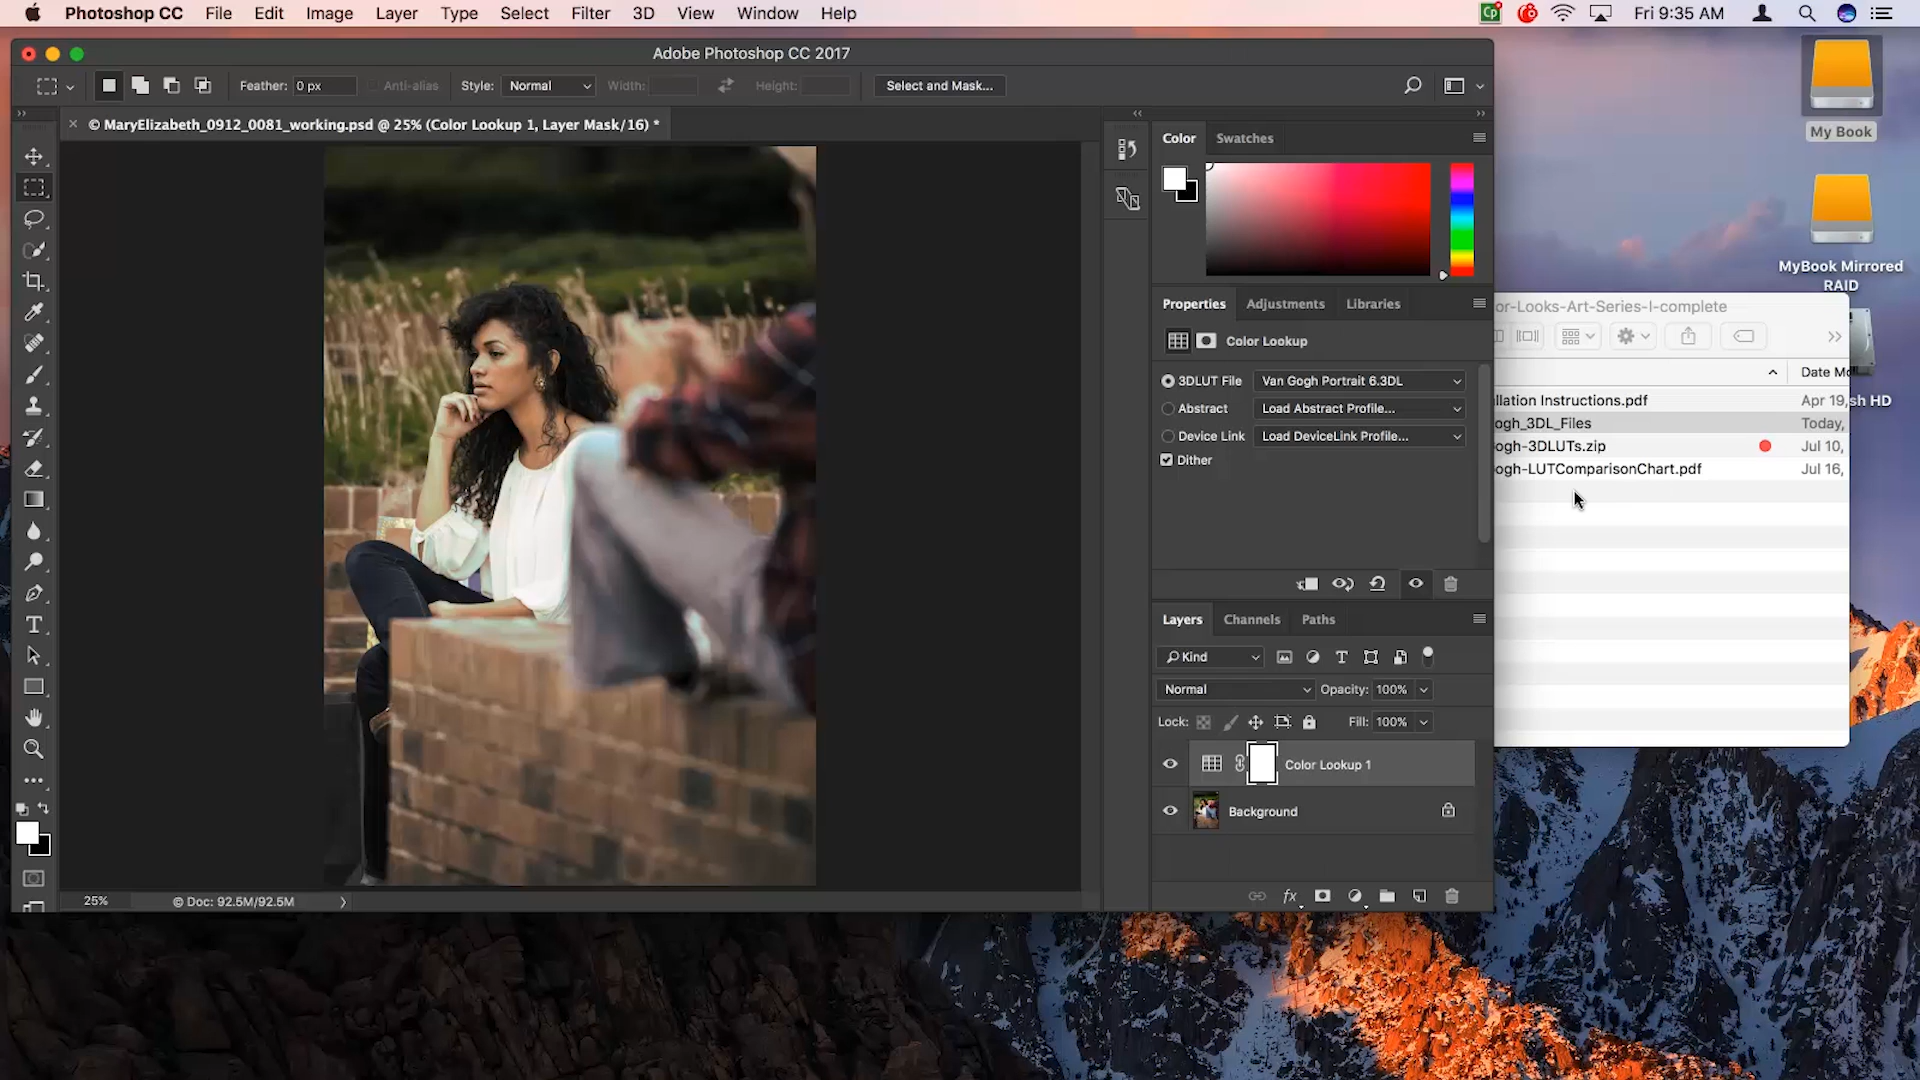 Photoshop CC File Edit Image Layer Type Select Filter 3D View Window Help
Cp Fri 9:35 AM
Adobe Photoshop CC 2017
Feather: 0 px Anti-alias Style: Normal Width: Height: Select and Mask...
© MaryElizabeth_0912_0081_working.psd @ 25% (Color Lookup 1, Layer Mask/16) *
Color Swatches
My Book
MyBook Mirrored
RAID
or-Looks-Art-Series-I-complete
Properties Adjustments Libraries
Color Lookup
3DLUT File Van Gogh Portrait 6.3DL
Abstract Load Abstract Profile...
Device Link Load DeviceLink Profile...
Dither
Date Mo
llation Instructions.pdf Apr 19,
ogh_3DL_Files Today,
ogh-3DLUTs.zip Jul 10,
ogh-LUTComparisonChart.pdf Jul 16,
sh HD
Layers Channels Paths
Kind
Normal Opacity: 100%
Lock: Fill: 100%
Color Lookup 1
Background
fx
25% © Doc: 92.5M/92.5M